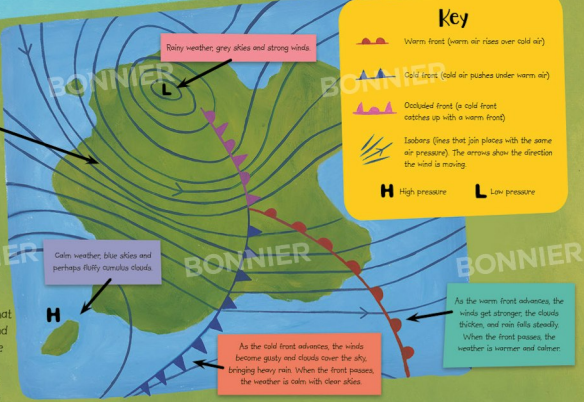 Key
Warm front (warm air rises over cold air)
Cold front (cold air pushes under warm air)
Occluded front (a cold front
catches up with a warm front)
Isobars (lines that join places with the same
air pressure). The arrows show the direction
the wind is moving.
H High pressure
L Low pressure
Rainy weather, grey skies and strong winds.
L
BONNIER
BONNIER
BONNIER
BONNIER
ER
Calm weather, blue skies and
perhaps fluffy cumulus clouds.
H
As the cold front advances, the winds
become gusty and clouds cover the sky,
bringing heavy rain. When the front passes,
the weather is calm with clear skies.
As the warm front advances, the
winds get stronger, the clouds
thicken, and rain falls steadily.
When the front passes, the
weather is warmer and calmer.